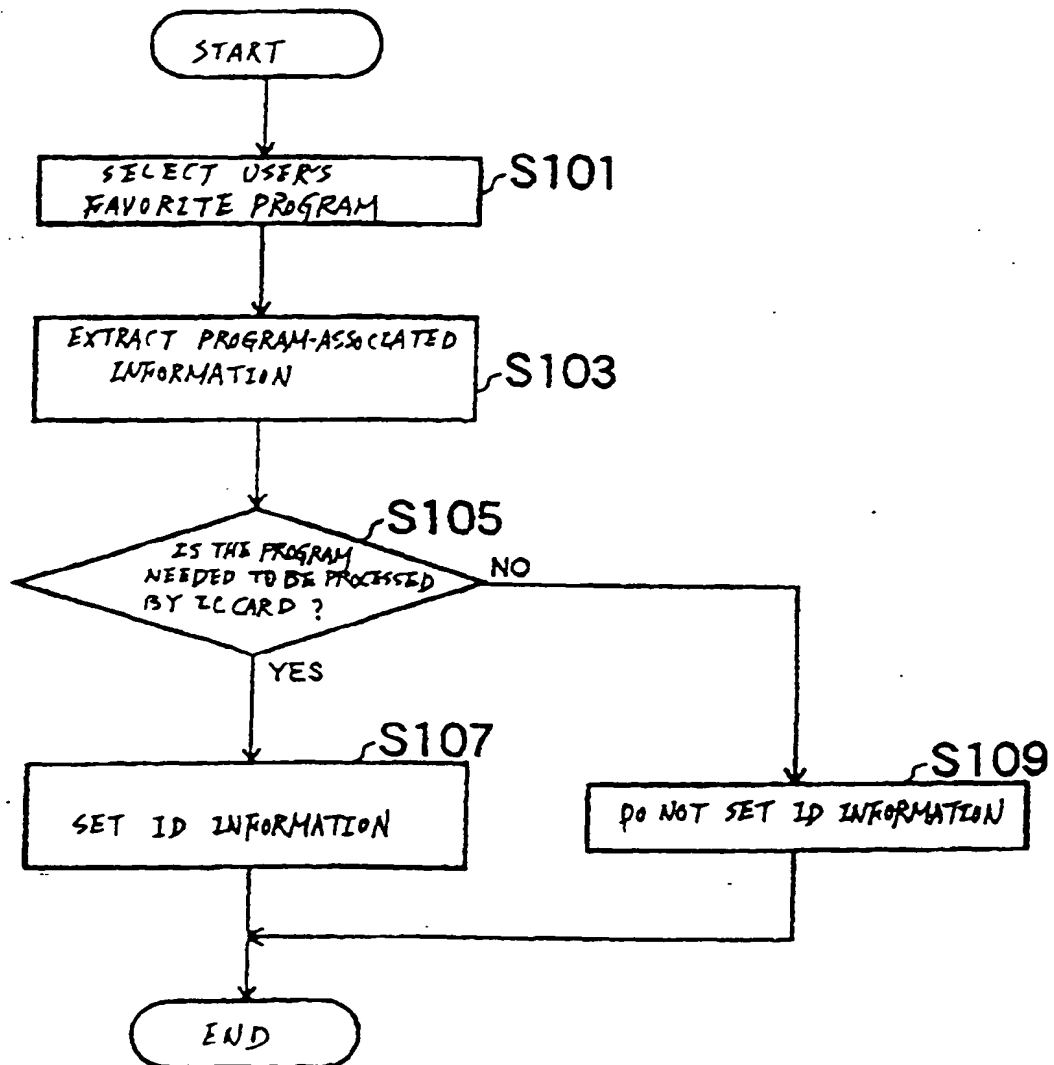 START
SELECT USER'S
FAVORITE PROGRAM
S101
EXTRACT PROGRAM-ASSOCIATED
INFORMATION
S103
S105
IS THE PROGRAM
NEEDED TO BE PROCESSED
BY IC CARD ?
NO
YES
S107
SET ID INFORMATION
S109
DO NOT SET ID INFORMATION
END